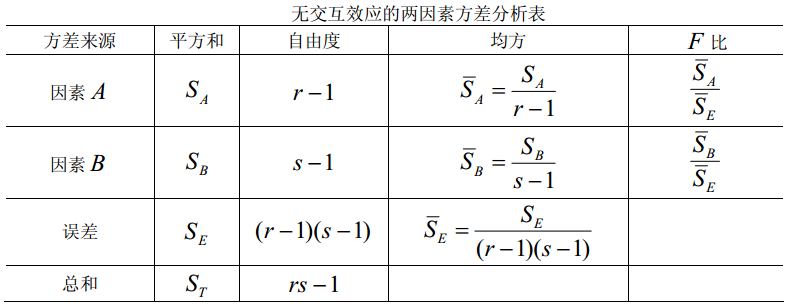 无交互效应的两因素方差分析表
方差来源 平方和 自由度 均方 F 比
因素 A S_A r−1 \bar{S}_A = \frac{S_A}{r−1} \frac{\bar{S}_A}{\bar{S}_E}
因素 B S_B s−1 \bar{S}_B = \frac{S_B}{s−1} \frac{\bar{S}_B}{\bar{S}_E}
误差 S_E (r−1)(s−1) \bar{S}_E = \frac{S_E}{(r−1)(s−1)}
总和 S_T rs−1